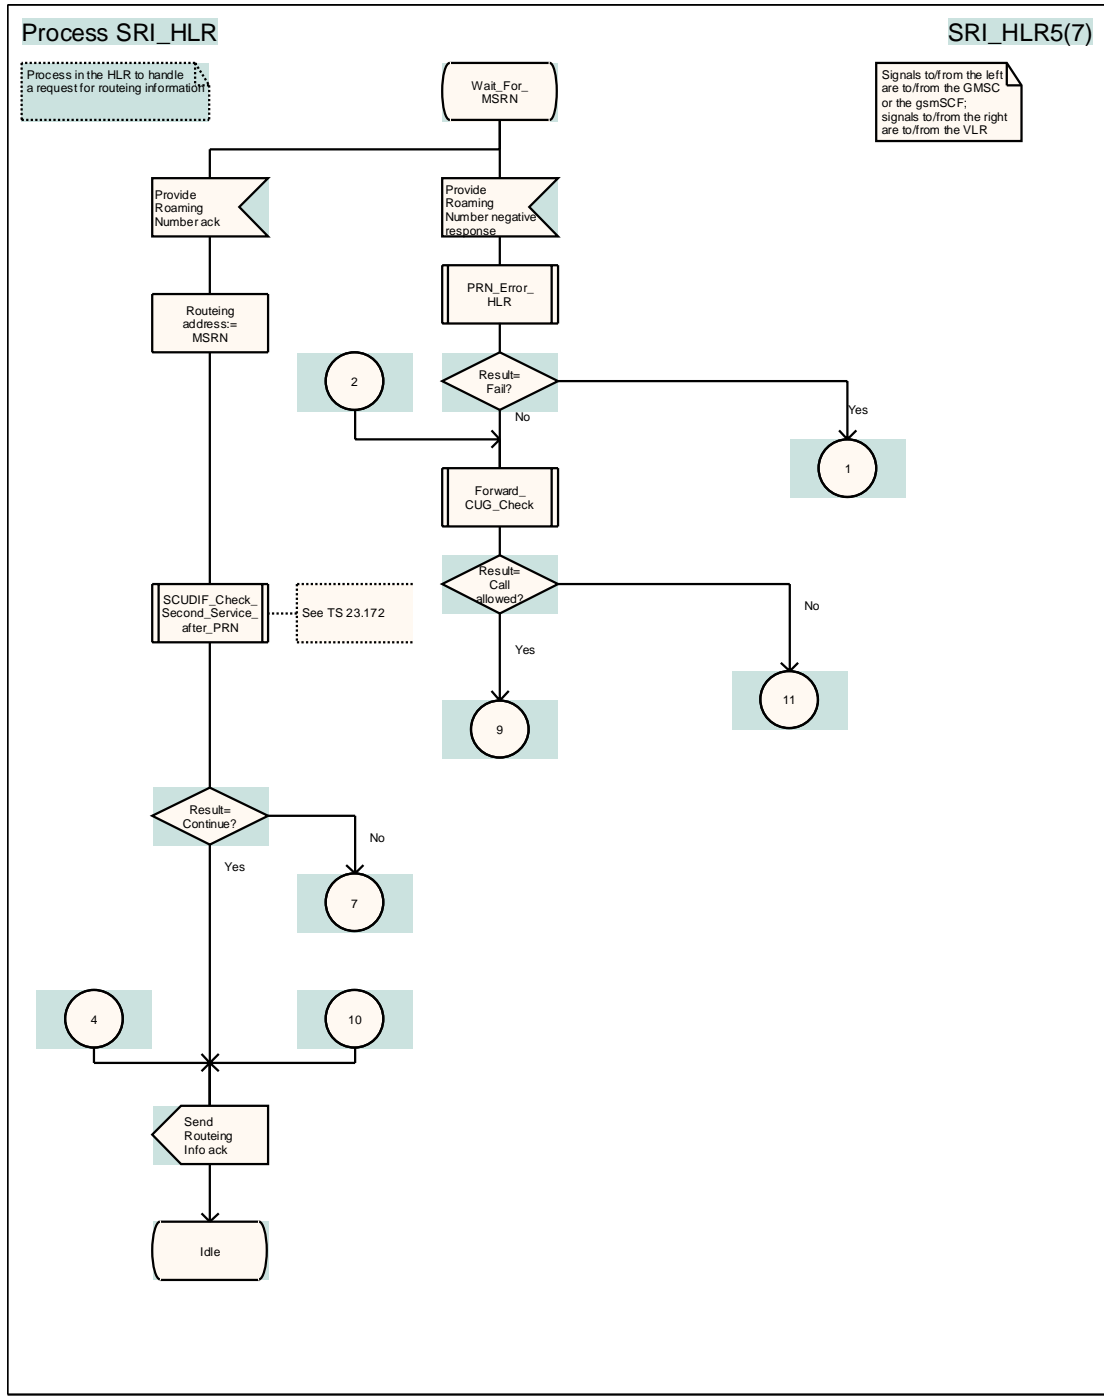 Process SRI_HLR
SRI_HLR5(7)
Process in the HLR to handle
a request for routeing information
Wait_For_
MSRN
Signals to/from the left
are to/from the GMSC
or the gsmSCF;
signals to/from the right
are to/from the VLR
Provide
Roaming
Number ack
Provide
Roaming
Number negative
response
PRN_Error_
HLR
Routeing
address:=
MSRN
2
Result=
Fail?
Yes
No
1
Forward_
CUG_Check
Result=
Call
allowed?
No
SCUDIF_Check_
Second_Service_
after_PRN
See TS 23.172
Yes
11
9
Result=
Continue?
No
Yes
7
4
10
Send
Routeing
Info ack
Idle